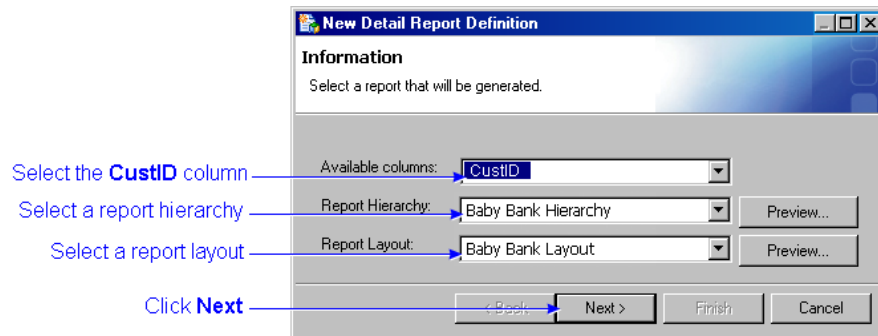 New Detail Report Definition
Information
Select a report that will be generated.
Select the CustID column
Available columns:
CustID
Select a report hierarchy
Report Hierarchy:
Baby Bank Hierarchy
Preview...
Select a report layout
Report Layout:
Baby Bank Layout
Preview...
Click Next
< Back
Next >
Finish
Cancel